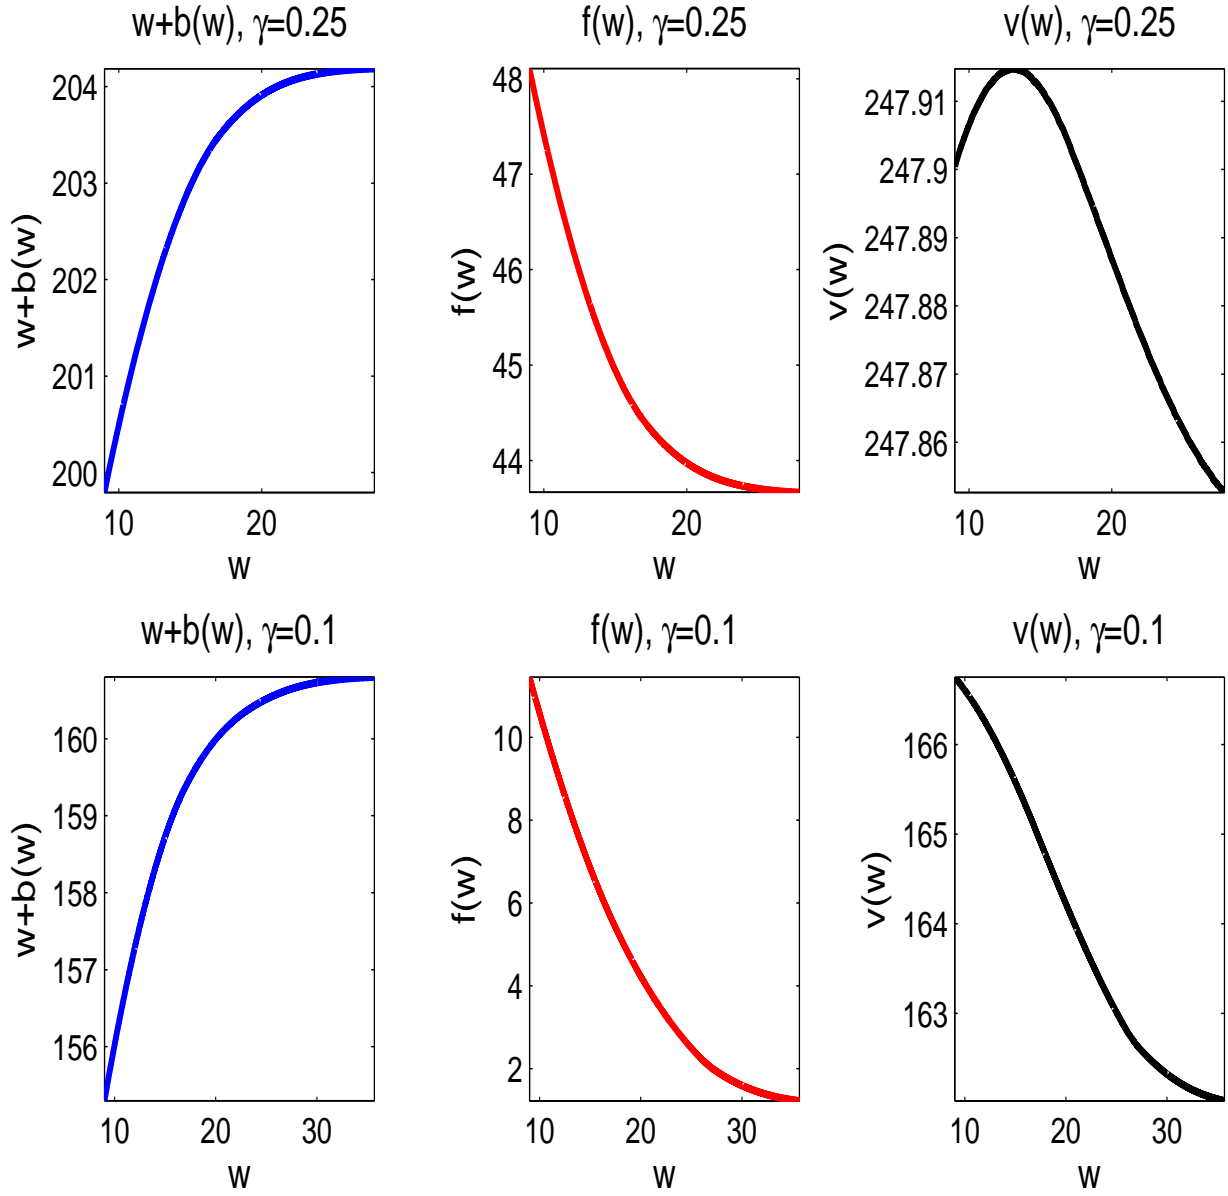 w+b(w), γ=0.25
f(w), γ=0.25
v(w), γ=0.25
w+b(w)
204
203
202
201
200
10 20
w
f(w)
48
47
46
45
44
10 20
w
v(w)
247.91
247.9
247.89
247.88
247.87
247.86
10 20
w
w+b(w), γ=0.1
f(w), γ=0.1
v(w), γ=0.1
w+b(w)
160
159
158
157
156
10 20 30
w
f(w)
10
8
6
4
2
10 20 30
w
v(w)
166
165
164
163
10 20 30
w